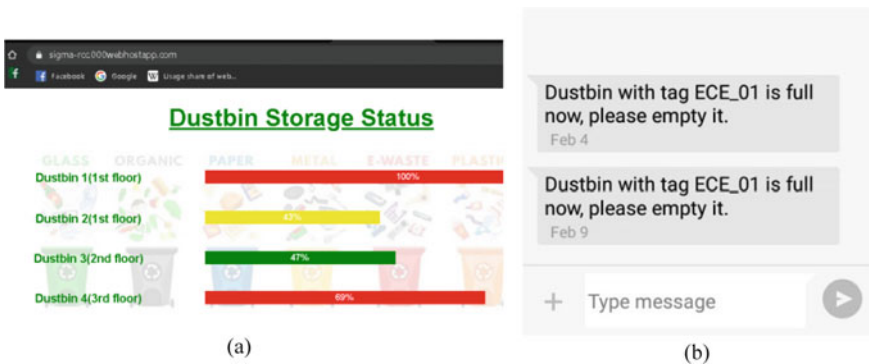 sigma-rcc000webhostapp.com
Facebook Google Usage share of web...
Dustbin Storage Status
GLASS ORGANIC PAPER METAL E-WASTE PLASTIC
Dustbin 1(1st floor) 100%
Dustbin 2(1st floor) 43%
Dustbin 3(2nd floor) 47%
Dustbin 4(3rd floor) 69%
(a)
Dustbin with tag ECE_01 is full
now, please empty it.
Feb 4
Dustbin with tag ECE_01 is full
now, please empty it.
Feb 9
Type message
(b)